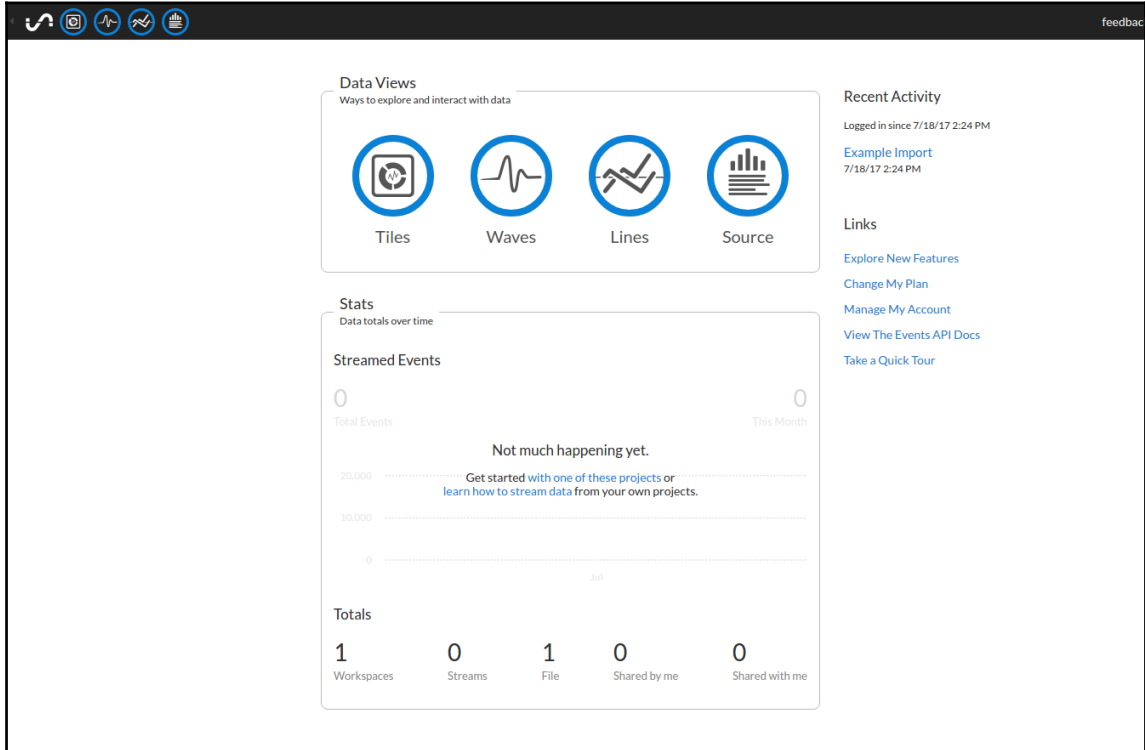 feedbac
Data Views
Ways to explore and interact with data
Tiles
Waves
Lines
Source
Stats
Data totals over time
Streamed Events
0
0
Total Events
This Month
Not much happening yet.
20,000
Get started with one of these projects or
learn how to stream data from your own projects.
10,000
0
Jul
Totals
1
0
1
0
0
Workspaces
Streams
File
Shared by me
Shared with me
Recent Activity
Logged in since 7/18/17 2:24 PM
Example Import
7/18/17 2:24 PM
Links
Explore New Features
Change My Plan
Manage My Account
View The Events API Docs
Take a Quick Tour